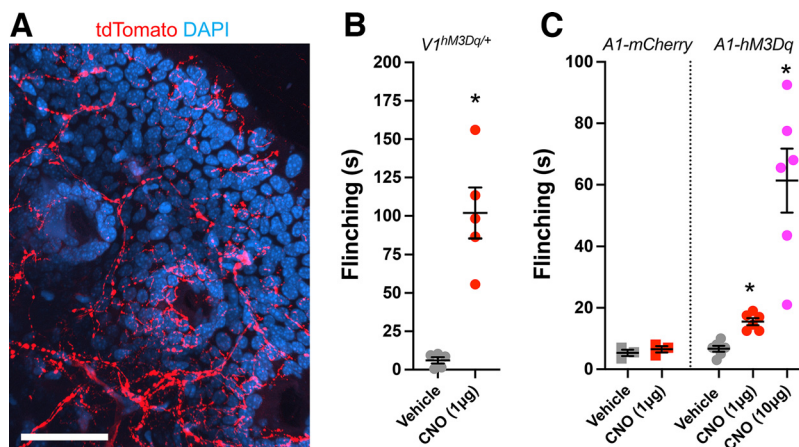 A
tdTomato DAPI
B
V1hM3Dq/+
Flinching (s)
200
175
150
125
100
75
50
25
0
*
Vehicle
CNO (1µg)
C
A1-mCherry
A1-hM3Dq
Flinching (s)
100
80
60
40
20
0
*
*
Vehicle
CNO (1µg)
Vehicle
CNO (1µg)
CNO (10µg)